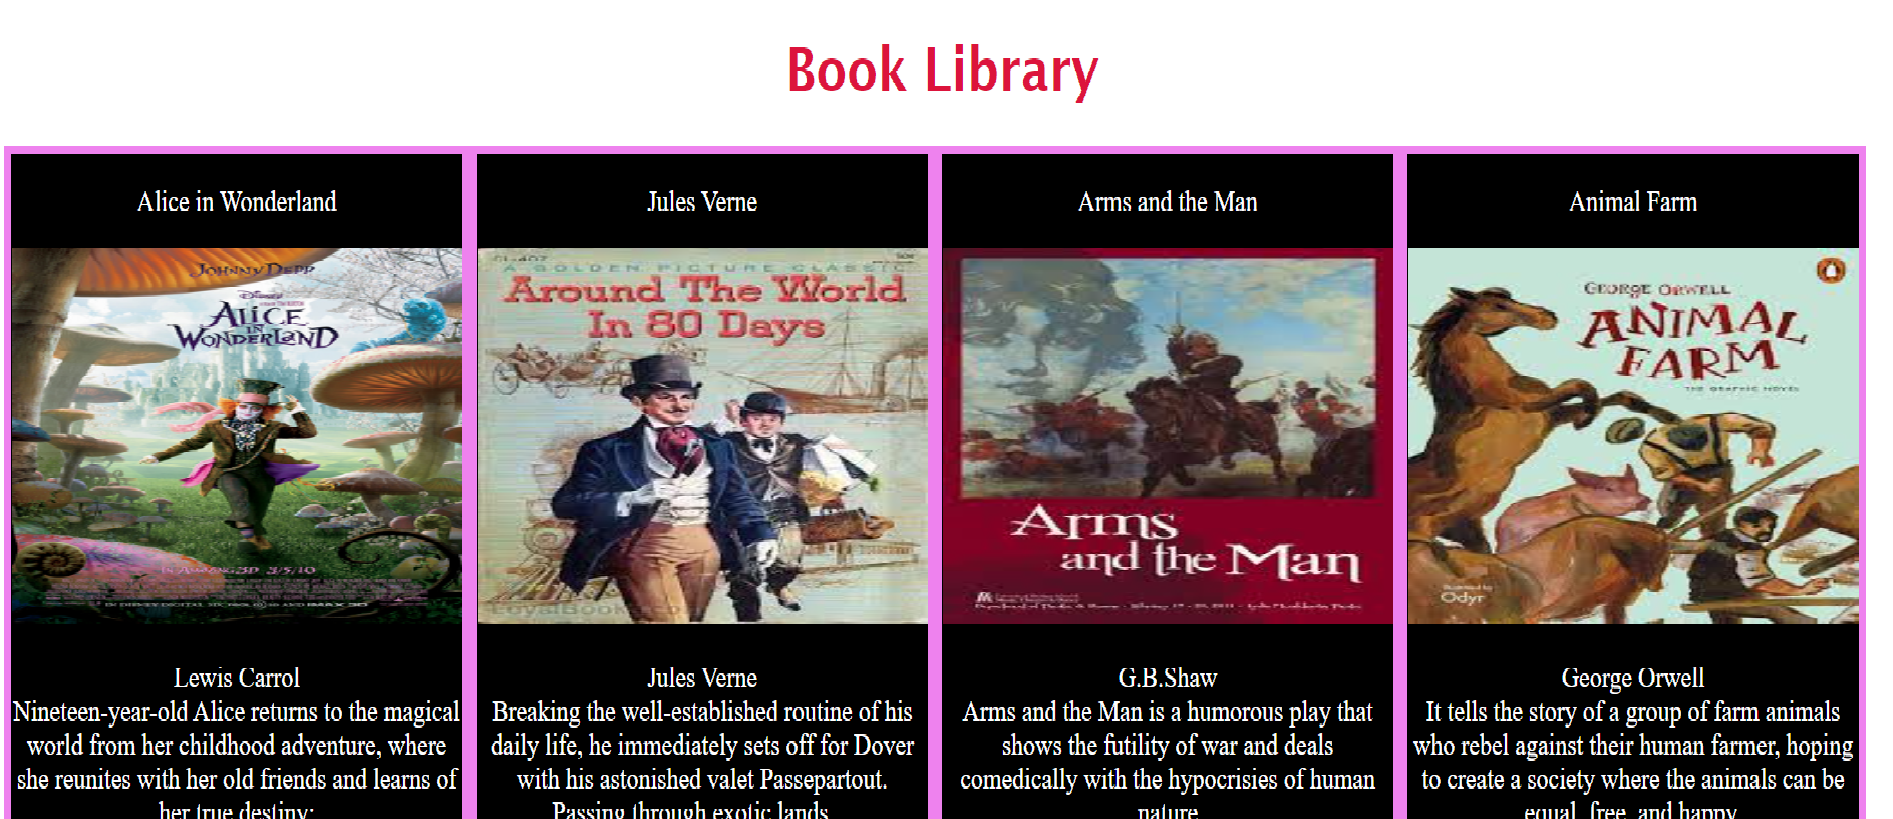 Book Library
Alice in Wonderland
JOHNNY DEPP
Disney
ALICE
IN
WONDERLAND
IN DISNEY DIGITAL 3D, REAL D 3D AND IMAX 3D
Lewis Carrol
Nineteen-year-old Alice returns to the magical
world from her childhood adventure, where
she reunites with her old friends and learns of
her true destiny:
Jules Verne
A GOLDEN PICTURE CLASSIC
Around The World
In 80 Days
Jules Verne
Breaking the well-established routine of his
daily life, he immediately sets off for Dover
with his astonished valet Passepartout.
Passing through exotic lands
Arms and the Man
Arms
and the Man
G.B.Shaw
Arms and the Man is a humorous play that
shows the futility of war and deals
comedically with the hypocrisies of human
nature
Animal Farm
GEORGE ORWELL
ANIMAL
FARM
THE GRAPHIC NOVEL
Odyr
George Orwell
It tells the story of a group of farm animals
who rebel against their human farmer, hoping
to create a society where the animals can be
equal, free, and happy